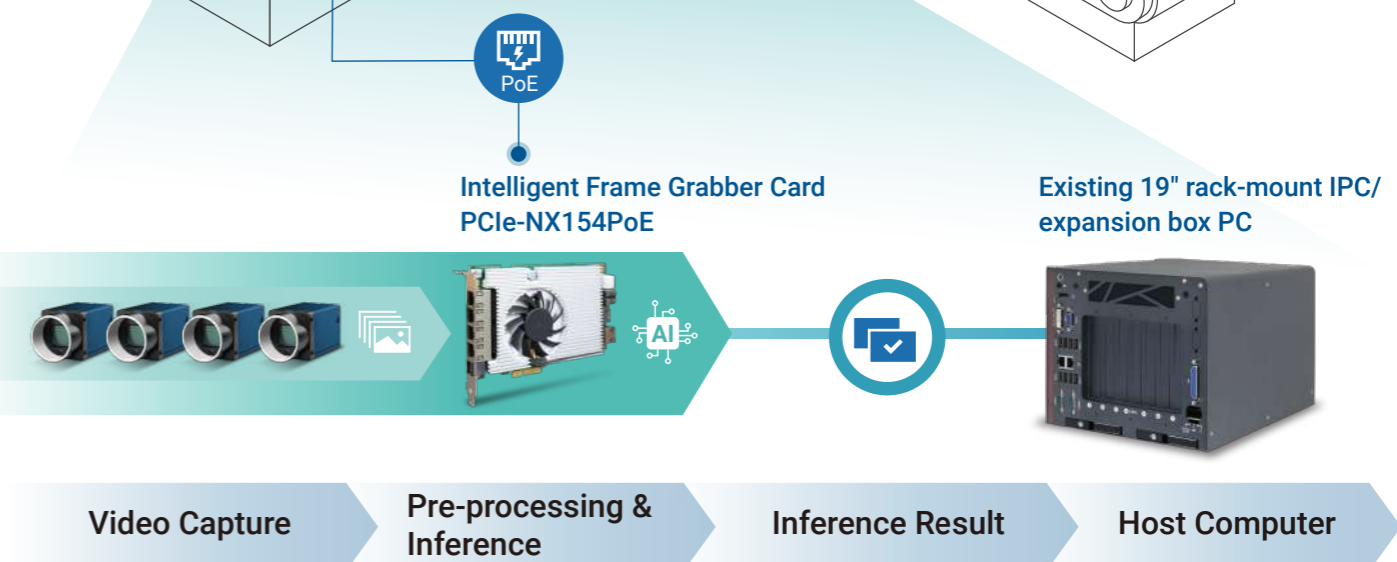 PoE
Intelligent Frame Grabber Card
PCIe-NX154PoE
Existing 19" rack-mount IPC/
expansion box PC
AI
Video Capture
Pre-processing &
Inference
Inference Result
Host Computer